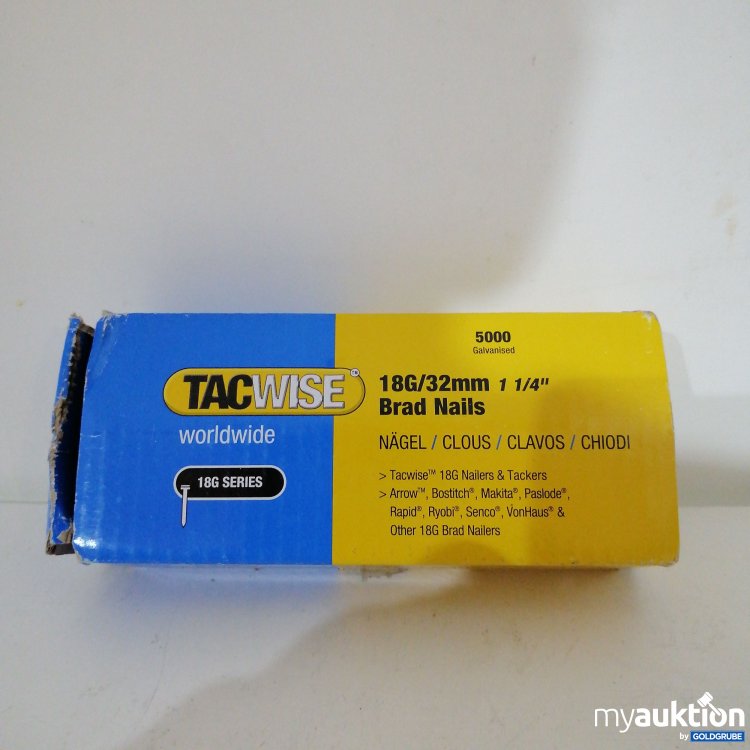 5000
Galvanised
TACWISE®
worldwide
18G SERIES
18G/32mm 1 1/4"
Brad Nails
NÄGEL / CLOUS / CLAVOS / CHIODI
> Tacwise™ 18G Nailers & Tackers
> Arrow™, Bostitch®, Makita®, Paslode®,
Rapid®, Ryobi®, Senco®, VonHaus® &
Other 18G Brad Nailers
myauktion
by GOLDGRUBE